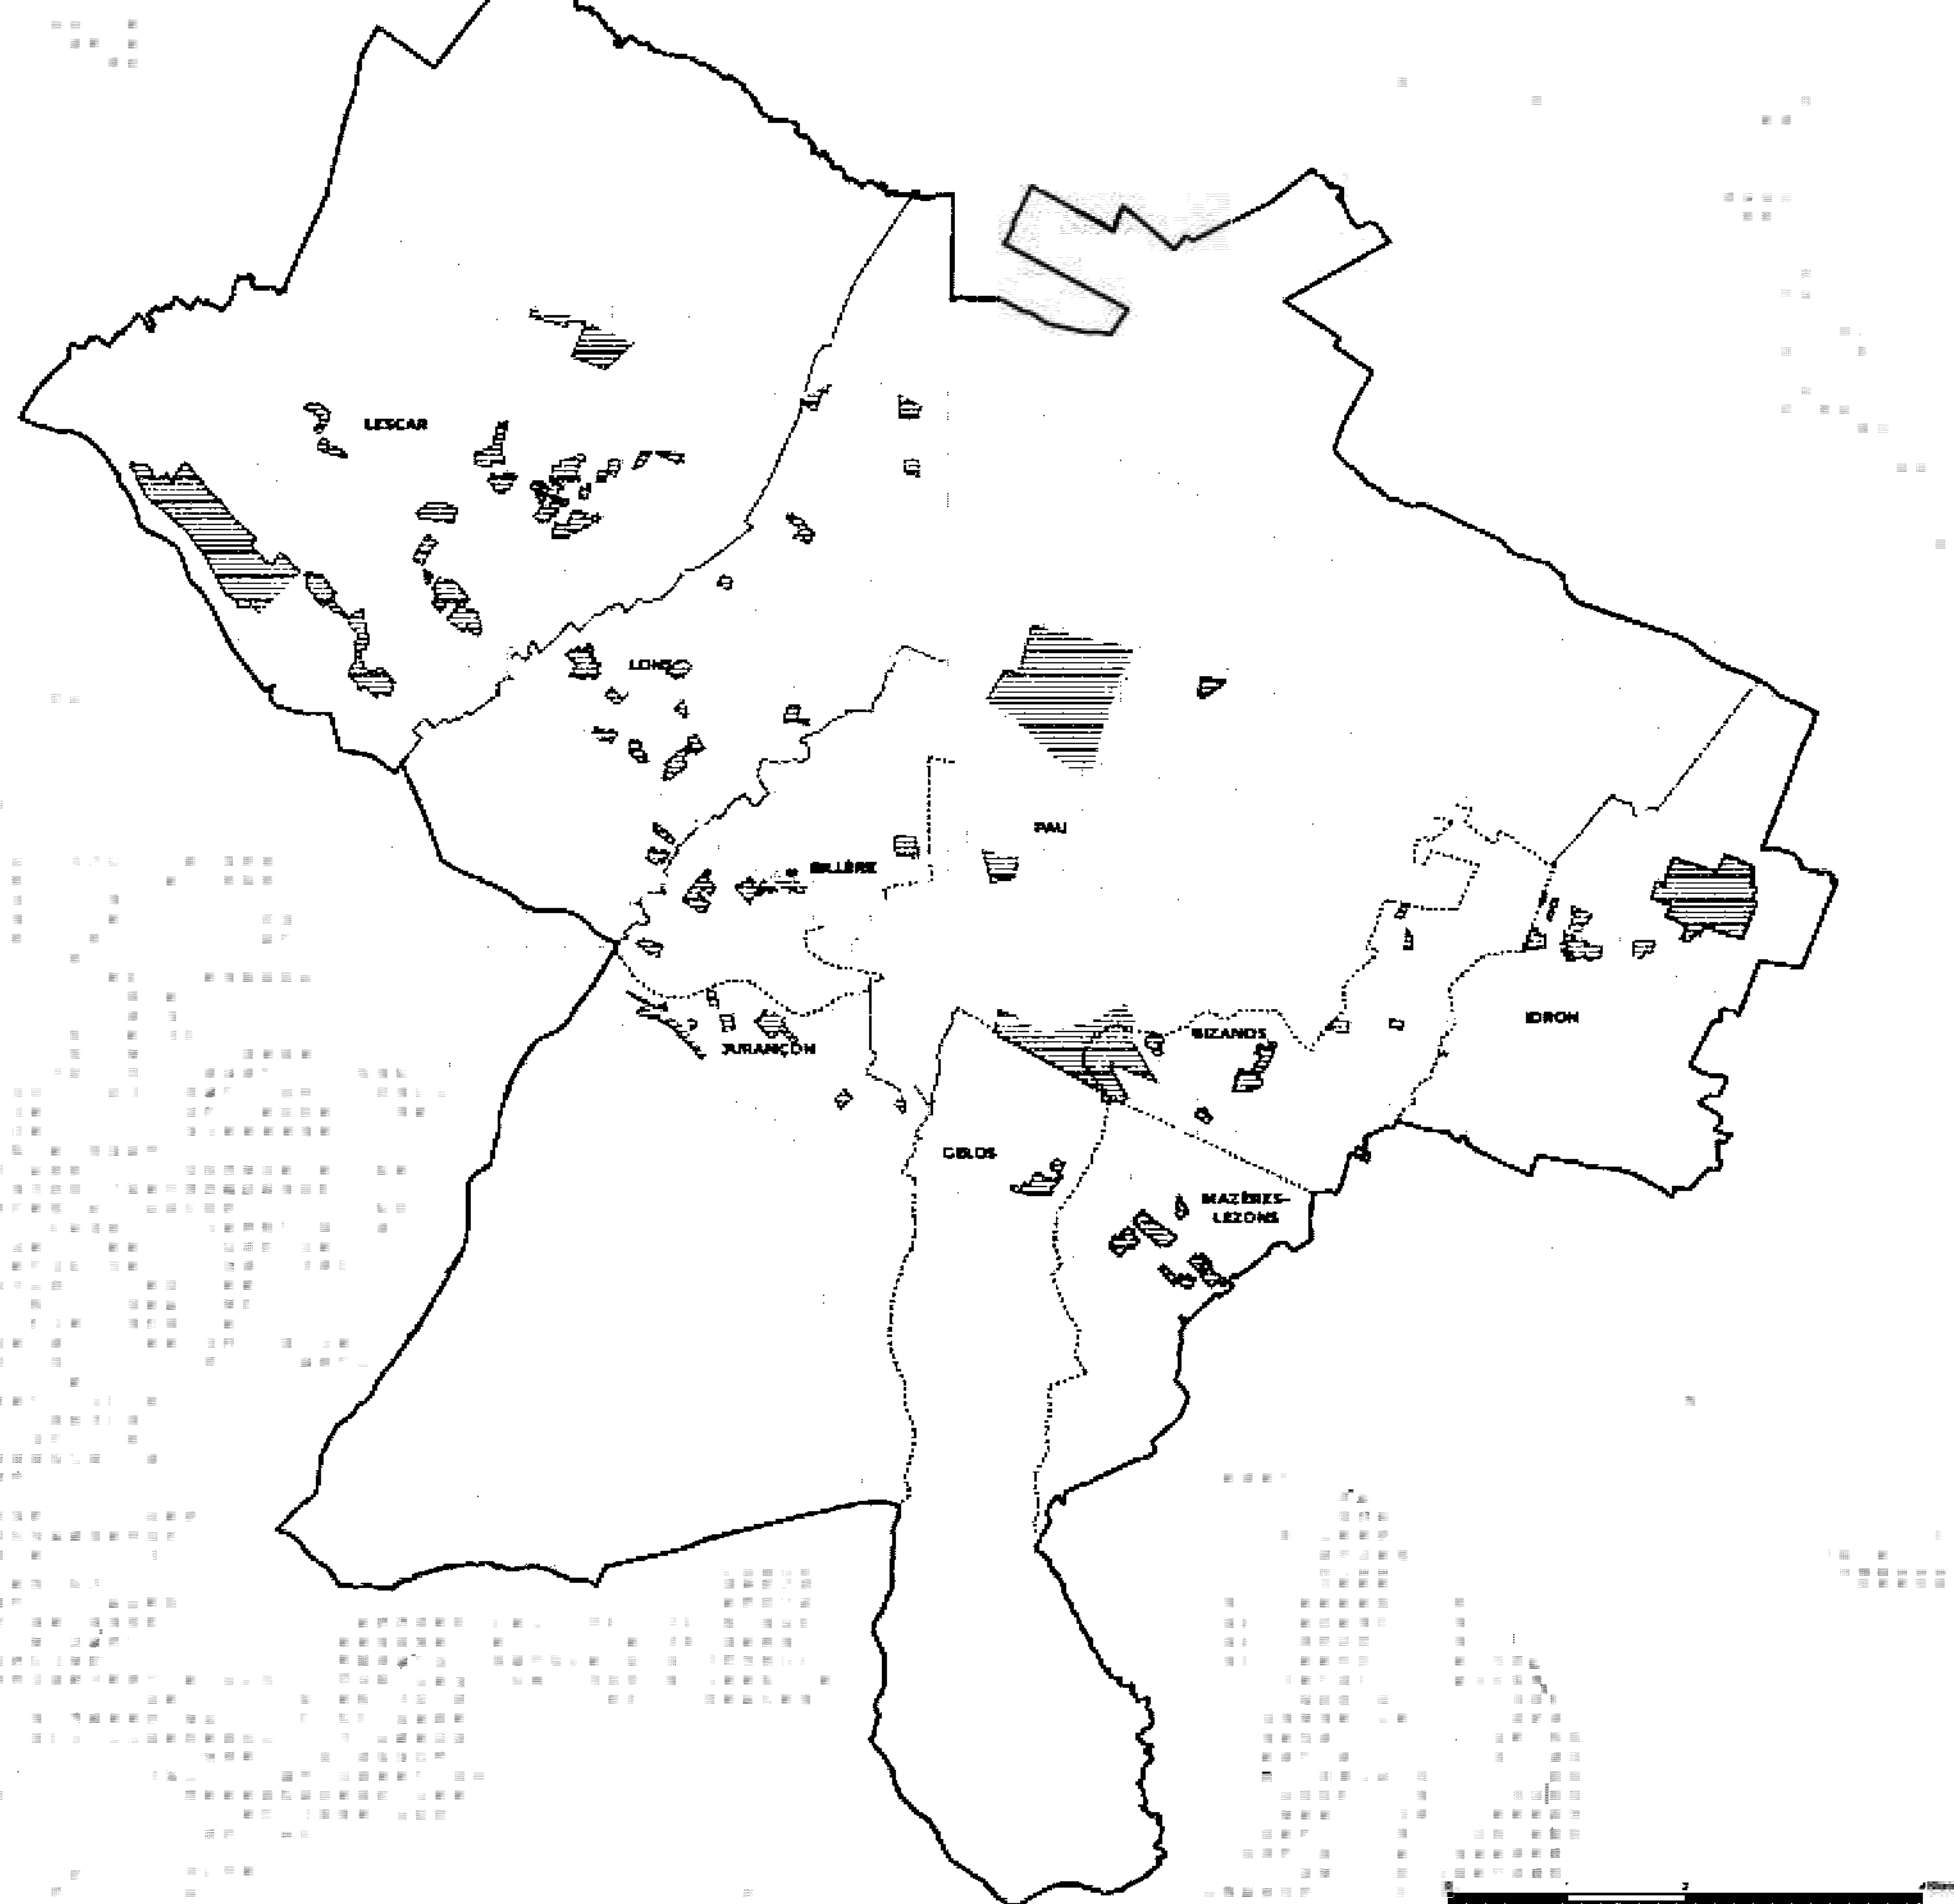 LESCAR
LONS
PAU
BILLÈRE
IDRON
BIZANOS
JURANÇON
GELOS
MAZÈRES-
LEZONS